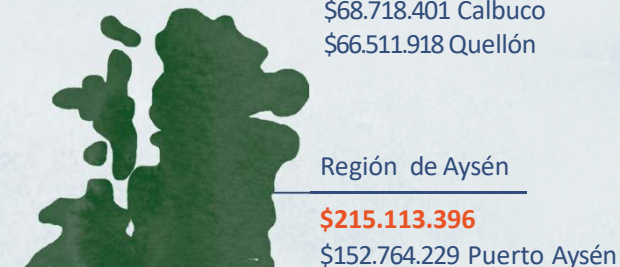 $68.718.401 Calbuco
$66.511.918 Quellón
Región de Aysén
$215.113.396
$152.764.229 Puerto Aysén